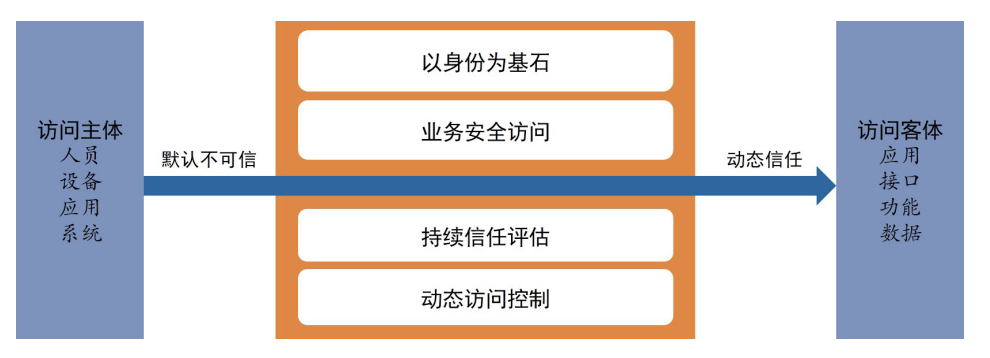 访问主体
人员
设备
应用
系统
默认不可信
以身份为基石
业务安全访问
持续信任评估
动态访问控制
动态信任
访问客体
应用
接口
功能
数据